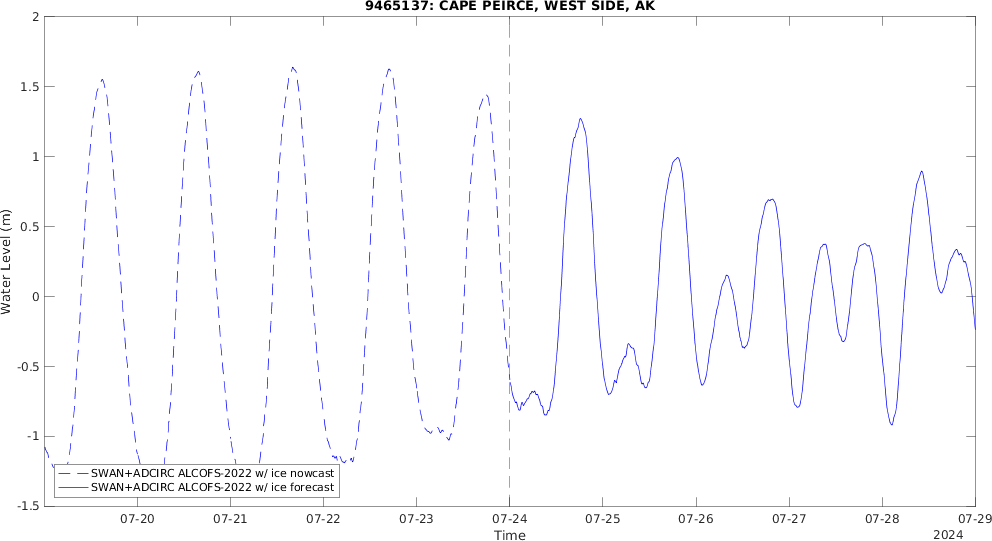 9465137: CAPE PEIRCE, WEST SIDE, AK
2
1.5
1
0.5
0
-0.5
-1
-1.5
Water Level (m)
SWAN+ADCIRC ALCOFS-2022 w/ ice nowcast
SWAN+ADCIRC ALCOFS-2022 w/ ice forecast
07-20 07-21 07-22 07-23 07-24 07-25 07-26 07-27 07-28 07-29
Time
2024